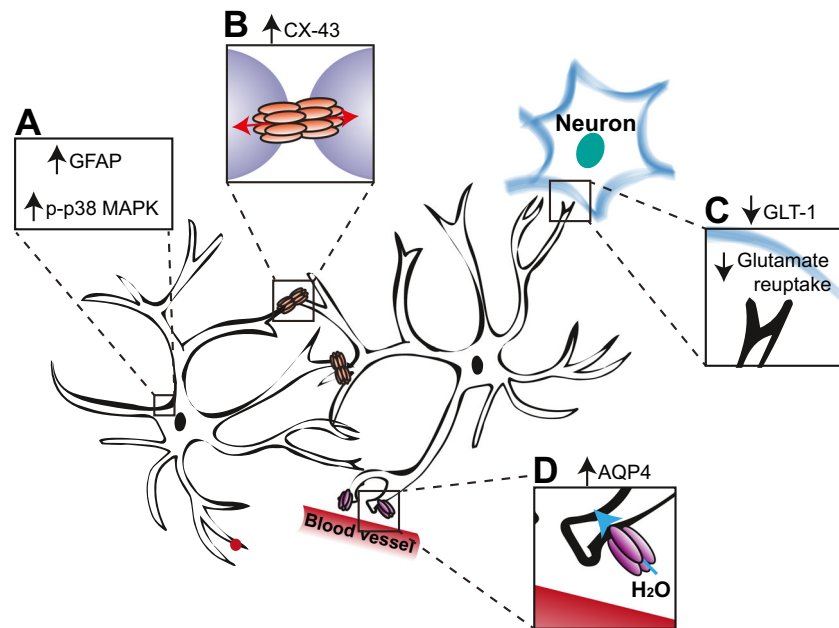 A
↑ GFAP
↑ p-p38 MAPK
B
↑ CX-43
Neuron
C
↓ GLT-1
↓ Glutamate
reuptake
Blood vessel
D
↑ AQP4
H₂O